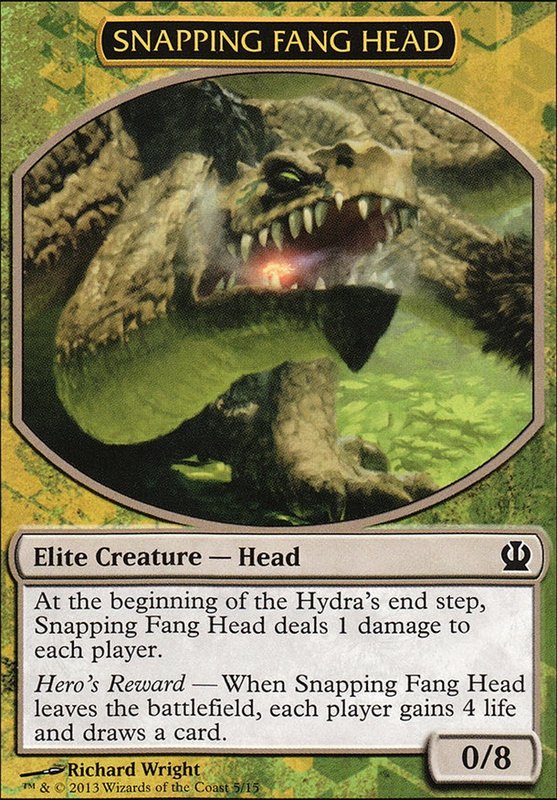 SNAPPING FANG HEAD
Elite Creature — Head
At the beginning of the Hydra's end step,
Snapping Fang Head deals 1 damage to
each player.
Hero's Reward — When Snapping Fang Head
leaves the battlefield, each player gains 4 life
and draws a card.
0/8
Richard Wright
™ & © 2013 Wizards of the Coast 5/15